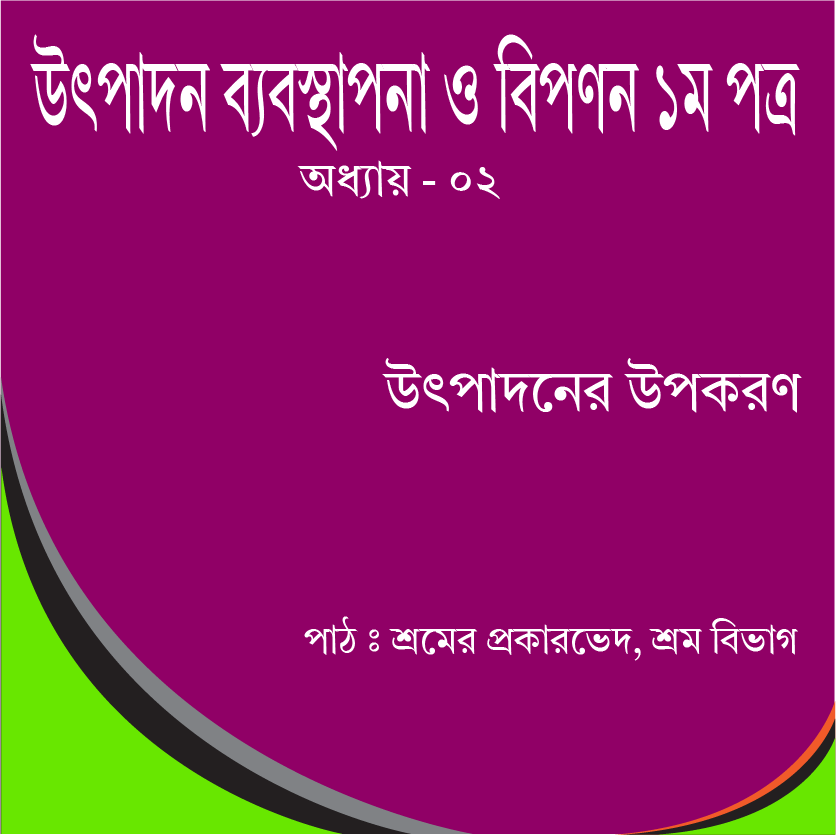 উৎপাদন ব্যবস্থাপনা ও বিপণন ১ম পত্র
অধ্যায় - ০২
উৎপাদনের উপকরণ
পাঠ ঃ শ্রমের প্রকারভেদ, শ্রম বিভাগ